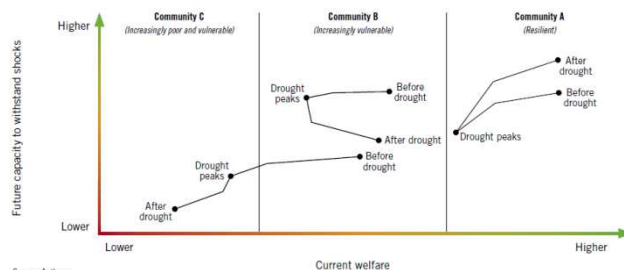 Community C
(Increasingly poor and vulnerable)
Community B
(Increasingly vulnerable)
Community A
(Resilient)
Higher
Future capacity to withstand shocks
Lower
After
drought
Drought
peaks
Before
drought
Drought
peaks
Before
drought
After drought
After
drought
Before
drought
Drought peaks
Lower
Higher
Current welfare